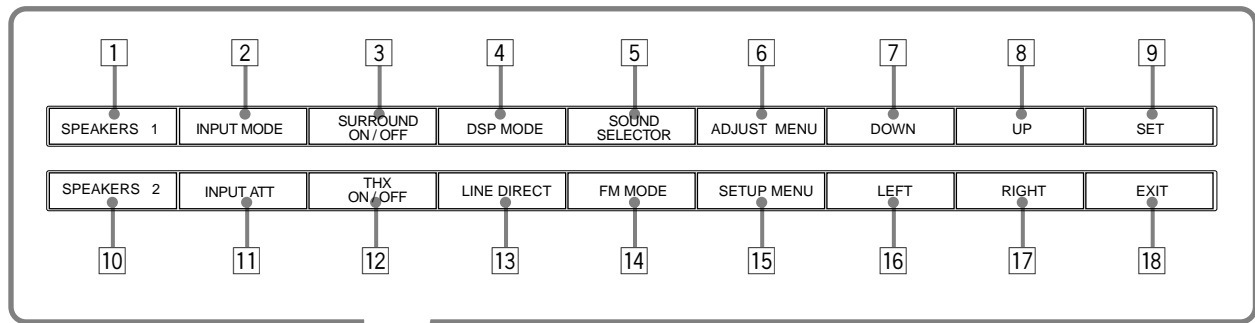 1 2 3 4 5 6 7 8 9
SPEAKERS 1 INPUT MODE SURROUND ON / OFF DSP MODE SOUND SELECTOR ADJUST MENU DOWN UP SET
SPEAKERS 2 INPUT ATT THX ON / OFF LINE DIRECT FM MODE SETUP MENU LEFT RIGHT EXIT
10 11 12 13 14 15 16 17 18